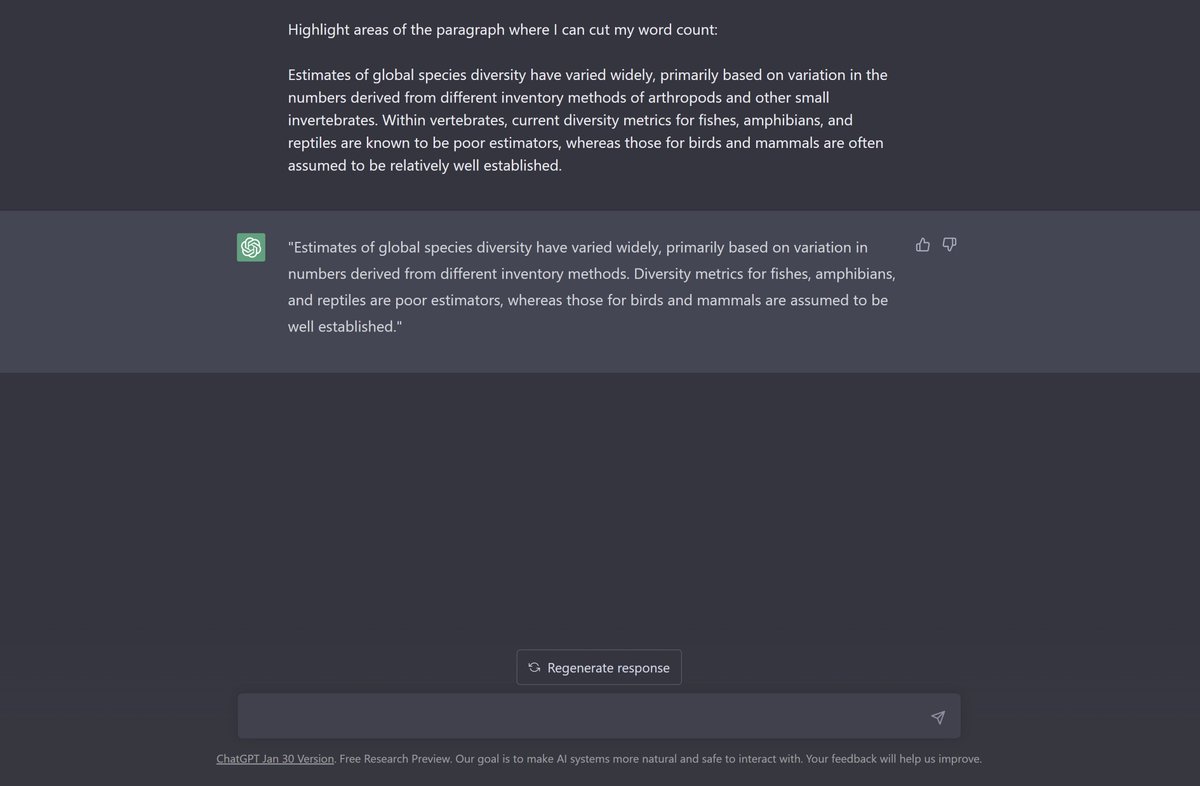 Highlight areas of the paragraph where I can cut my word count:
Estimates of global species diversity have varied widely, primarily based on variation in the
numbers derived from different inventory methods of arthropods and other small
invertebrates. Within vertebrates, current diversity metrics for fishes, amphibians, and
reptiles are known to be poor estimators, whereas those for birds and mammals are often
assumed to be relatively well established.
"Estimates of global species diversity have varied widely, primarily based on variation in
numbers derived from different inventory methods. Diversity metrics for fishes, amphibians,
and reptiles are poor estimators, whereas those for birds and mammals are assumed to be
well established."
Regenerate response
ChatGPT Jan 30 Version. Free Research Preview. Our goal is to make AI systems more natural and safe to interact with. Your feedback will help us improve.